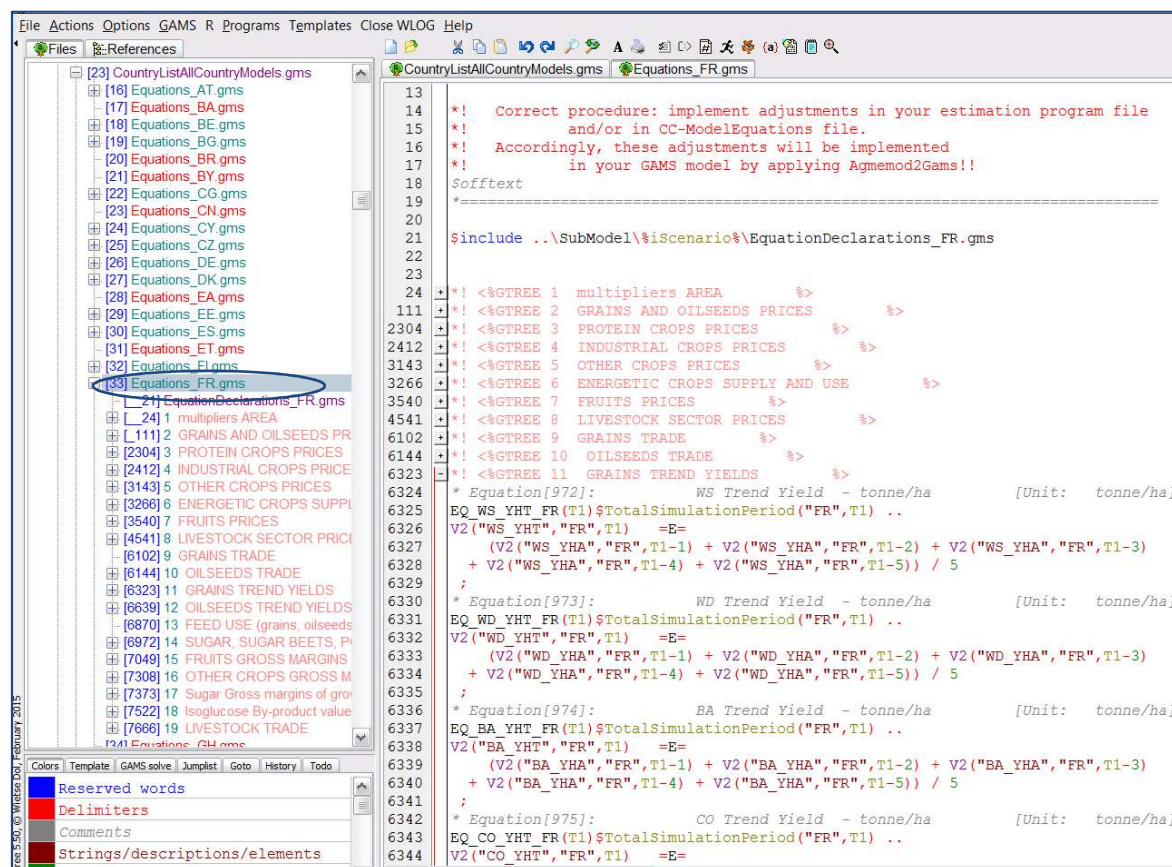 File Actions Options GAMS R Programs Templates Close WLOG Help
Files References
[23] CountryListAllCountryModels.gms
[16] Equations_AT.gms
[17] Equations_BA.gms
[18] Equations_BE.gms
[19] Equations_BG.gms
[20] Equations_BR.gms
[21] Equations_BY.gms
[22] Equations_CG.gms
[23] Equations_CN.gms
[24] Equations_CY.gms
[25] Equations_CZ.gms
[26] Equations_DE.gms
[27] Equations_DK.gms
[28] Equations_EA.gms
[29] Equations_EE.gms
[30] Equations_ES.gms
[31] Equations_ET.gms
[32] Equations_FI.gms
[33] Equations_FR.gms
[__21] EquationDeclarations_FR.gms
[__24] 1 multipliers AREA
[_111] 2 GRAINS AND OILSEEDS PR
[2304] 3 PROTEIN CROPS PRICES
[2412] 4 INDUSTRIAL CROPS PRICE
[3143] 5 OTHER CROPS PRICES
[3266] 6 ENERGETIC CROPS SUPPL
[3540] 7 FRUITS PRICES
[4541] 8 LIVESTOCK SECTOR PRIC
[6102] 9 GRAINS TRADE
[6144] 10 OILSEEDS TRADE
[6323] 11 GRAINS TREND YIELDS
[6639] 12 OILSEEDS TREND YIELDS
[6870] 13 FEED USE (grains, oilseeds
[6972] 14 SUGAR, SUGAR BEETS, P
[7049] 15 FRUITS GROSS MARGINS
[7308] 16 OTHER CROPS GROSS M
[7373] 17 Sugar Gross margins of gro
[7522] 18 Isoglucose By-product value
[7666] 19 LIVESTOCK TRADE
[34] Equations_GH.gms
Colors Template GAMS solve Jumplist Goto History Todo
Reserved words
Delimiters
Comments
Strings/descriptions/elements
ree 5.50, © Wietse Dol, February 2015
CountryListAllCountryModels.gms Equations_FR.gms
13
14 *! Correct procedure: implement adjustments in your estimation program file
15 *! and/or in CC-ModelEquations file.
16 *! Accordingly, these adjustments will be implemented
17 *! in your GAMS model by applying Agmemod2Gams!!
18 $offtext
19 *==============================================================================
20
21 $include ..\SubModel\%iScenario%\EquationDeclarations_FR.gms
22
23
24 *! <%GTREE 1 multipliers AREA %>
111 *! <%GTREE 2 GRAINS AND OILSEEDS PRICES %>
2304 *! <%GTREE 3 PROTEIN CROPS PRICES %>
2412 *! <%GTREE 4 INDUSTRIAL CROPS PRICES %>
3143 *! <%GTREE 5 OTHER CROPS PRICES %>
3266 *! <%GTREE 6 ENERGETIC CROPS SUPPLY AND USE %>
3540 *! <%GTREE 7 FRUITS PRICES %>
4541 *! <%GTREE 8 LIVESTOCK SECTOR PRICES %>
6102 *! <%GTREE 9 GRAINS TRADE %>
6144 *! <%GTREE 10 OILSEEDS TRADE %>
6323 *! <%GTREE 11 GRAINS TREND YIELDS %>
6324 * Equation[972]: WS Trend Yield - tonne/ha [Unit: tonne/ha]
6325 EQ_WS_YHT_FR(T1)$TotalSimulationPeriod("FR",T1) ..
6326 V2("WS_YHT","FR",T1) =E=
6327 (V2("WS_YHA","FR",T1-1) + V2("WS_YHA","FR",T1-2) + V2("WS_YHA","FR",T1-3)
6328 + V2("WS_YHA","FR",T1-4) + V2("WS_YHA","FR",T1-5)) / 5
6329 ;
6330 * Equation[973]: WD Trend Yield - tonne/ha [Unit: tonne/ha]
6331 EQ_WD_YHT_FR(T1)$TotalSimulationPeriod("FR",T1) ..
6332 V2("WD_YHT","FR",T1) =E=
6333 (V2("WD_YHA","FR",T1-1) + V2("WD_YHA","FR",T1-2) + V2("WD_YHA","FR",T1-3)
6334 + V2("WD_YHA","FR",T1-4) + V2("WD_YHA","FR",T1-5)) / 5
6335 ;
6336 * Equation[974]: BA Trend Yield - tonne/ha [Unit: tonne/ha]
6337 EQ_BA_YHT_FR(T1)$TotalSimulationPeriod("FR",T1) ..
6338 V2("BA_YHT","FR",T1) =E=
6339 (V2("BA_YHA","FR",T1-1) + V2("BA_YHA","FR",T1-2) + V2("BA_YHA","FR",T1-3)
6340 + V2("BA_YHA","FR",T1-4) + V2("BA_YHA","FR",T1-5)) / 5
6341 ;
6342 * Equation[975]: CO Trend Yield - tonne/ha [Unit: tonne/ha]
6343 EQ_CO_YHT_FR(T1)$TotalSimulationPeriod("FR",T1) ..
6344 V2("CO_YHT","FR",T1) =E=